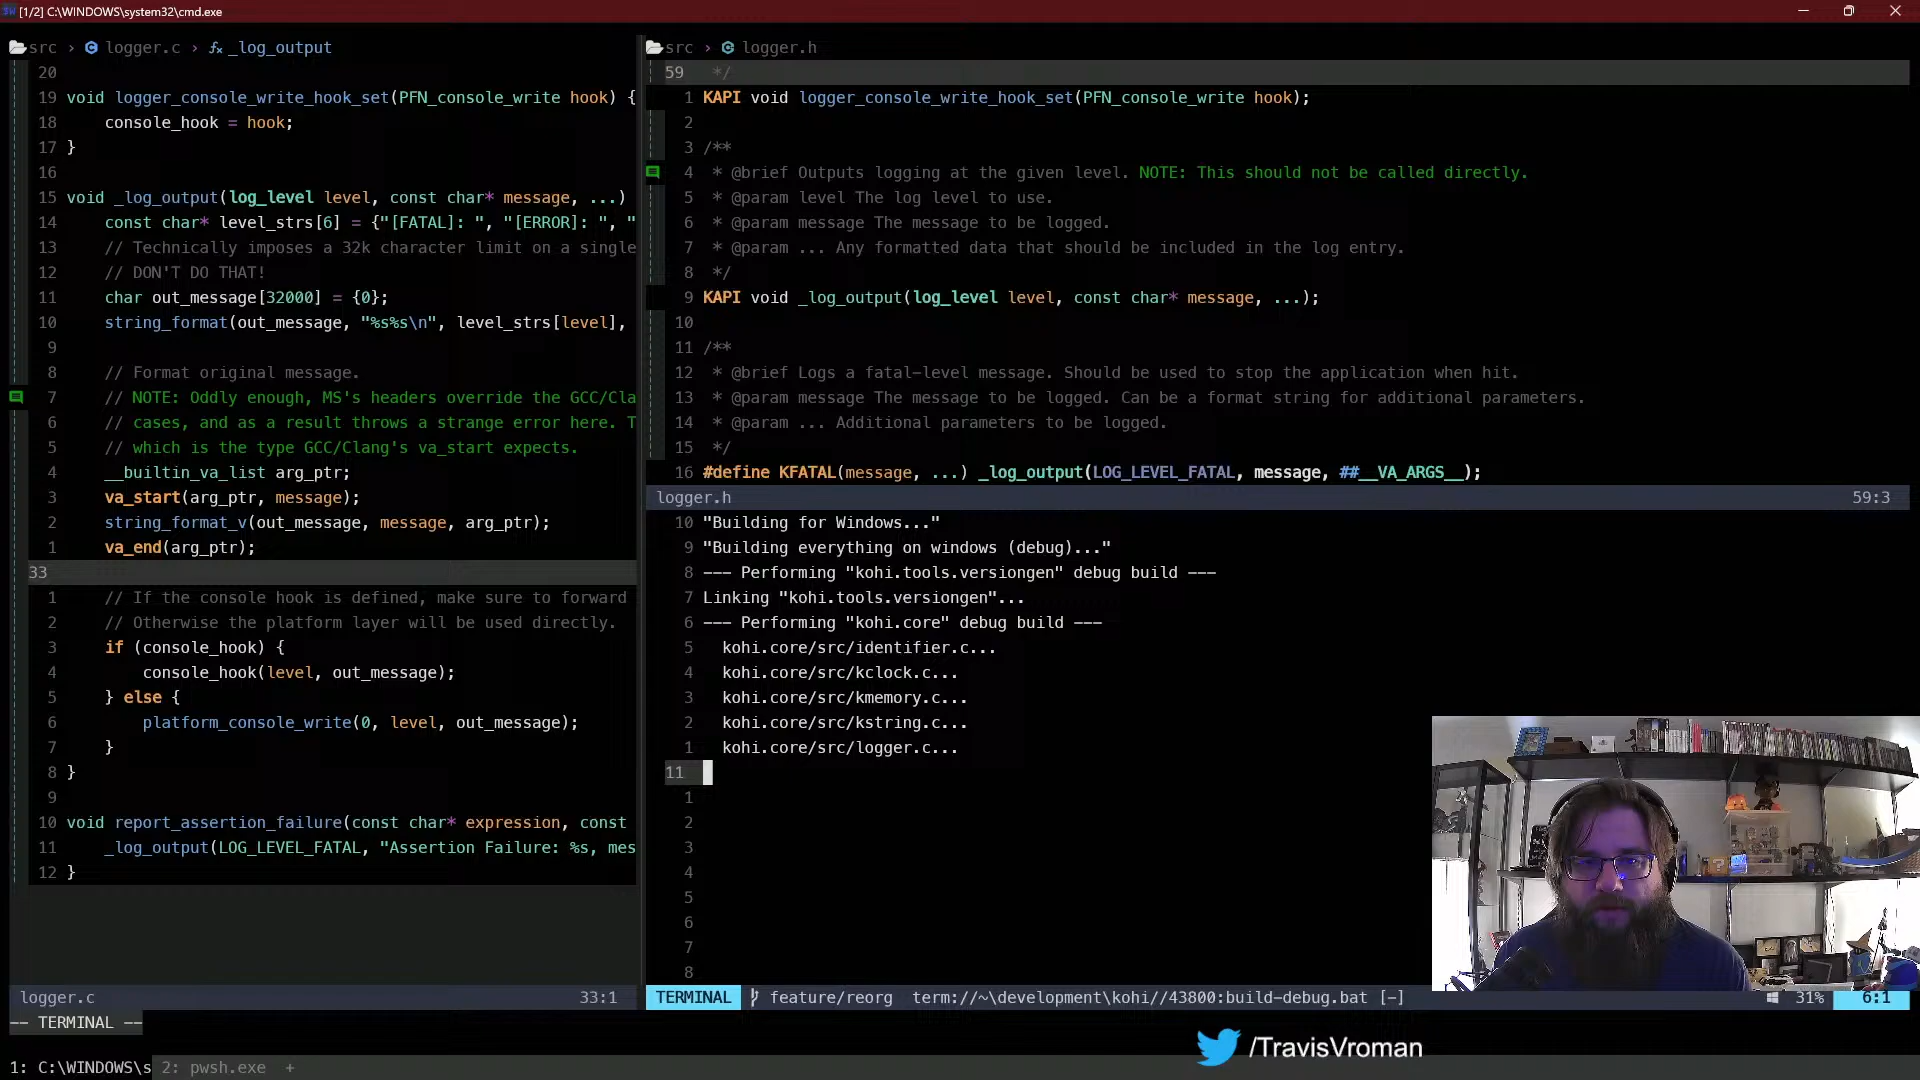 [1/2] C:\WINDOWS\system32\cmd.exe
src › logger.c › _log_output
20
19 void logger_console_write_hook_set(PFN_console_write hook) {
18 console_hook = hook;
17 }
16
15 void _log_output(log_level level, const char* message, ...)
14 const char* level_strs[6] = {"[FATAL]: ", "[ERROR]: ", "
13 // Technically imposes a 32k character limit on a single
12 // DON'T DO THAT!
11 char out_message[32000] = {0};
10 string_format(out_message, "%s%s\n", level_strs[level],
9
8 // Format original message.
7 // NOTE: Oddly enough, MS's headers override the GCC/Cla
6 // cases, and as a result throws a strange error here. T
5 // which is the type GCC/Clang's va_start expects.
4 __builtin_va_list arg_ptr;
3 va_start(arg_ptr, message);
2 string_format_v(out_message, message, arg_ptr);
1 va_end(arg_ptr);
33
1 // If the console hook is defined, make sure to forward
2 // Otherwise the platform layer will be used directly.
3 if (console_hook) {
4 console_hook(level, out_message);
5 } else {
6 platform_console_write(0, level, out_message);
7 }
8 }
9
10 void report_assertion_failure(const char* expression, const
11 _log_output(LOG_LEVEL_FATAL, "Assertion Failure: %s, mes
12 }
logger.c 33:1
src › logger.h
59 */
1 KAPI void logger_console_write_hook_set(PFN_console_write hook);
2
3 /**
4 * @brief Outputs logging at the given level. NOTE: This should not be called directly.
5 * @param level The log level to use.
6 * @param message The message to be logged.
7 * @param ... Any formatted data that should be included in the log entry.
8 */
9 KAPI void _log_output(log_level level, const char* message, ...);
10
11 /**
12 * @brief Logs a fatal-level message. Should be used to stop the application when hit.
13 * @param message The message to be logged. Can be a format string for additional parameters.
14 * @param ... Additional parameters to be logged.
15 */
16 #define KFATAL(message, ...) _log_output(LOG_LEVEL_FATAL, message, ##__VA_ARGS__);
logger.h 59:3
10 "Building for Windows..."
9 "Building everything on windows (debug)..."
8 --- Performing "kohi.tools.versiongen" debug build ---
7 Linking "kohi.tools.versiongen"...
6 --- Performing "kohi.core" debug build ---
5 kohi.core/src/identifier.c...
4 kohi.core/src/kclock.c...
3 kohi.core/src/kmemory.c...
2 kohi.core/src/kstring.c...
1 kohi.core/src/logger.c...
11
1
2
3
4
5
6
7
8
TERMINAL feature/reorg term://~\development\kohi//43800:build-debug.bat [-] 31% 6:1
-- TERMINAL --
/TravisVroman
1: C:\WINDOWS\s 2: pwsh.exe +